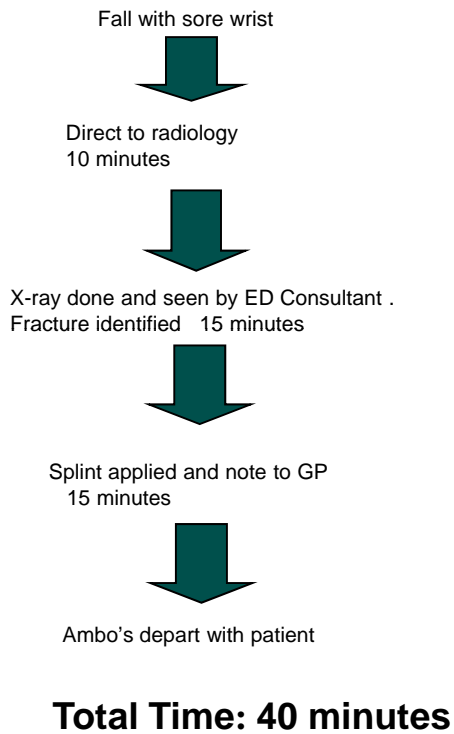 Fall with sore wrist
Direct to radiology
10 minutes
X-ray done and seen by ED Consultant .
Fracture identified 15 minutes
Splint applied and note to GP
15 minutes
Ambo's depart with patient
Total Time: 40 minutes